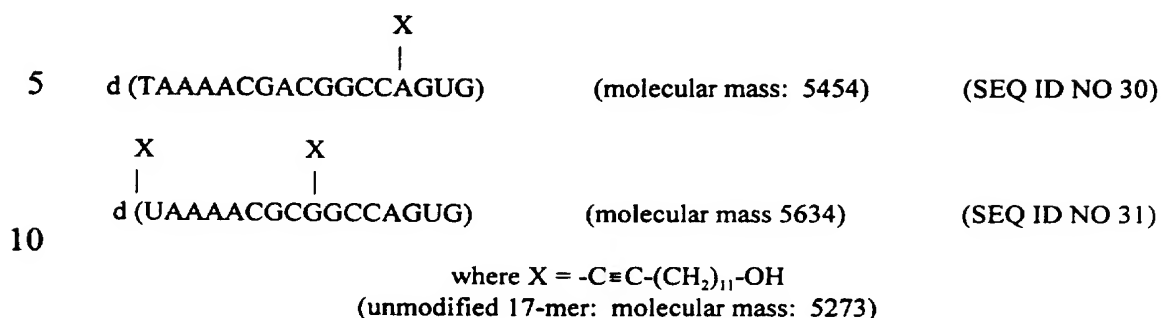 X
|
5 d (TAAAACGACGGCCAGUG) (molecular mass: 5454) (SEQ ID NO 30)
X X
| |
d (UAAAACGCGGCCAGUG) (molecular mass 5634) (SEQ ID NO 31)
10
where X = -C≡C-(CH₂)₁₁-OH
(unmodified 17-mer: molecular mass: 5273)